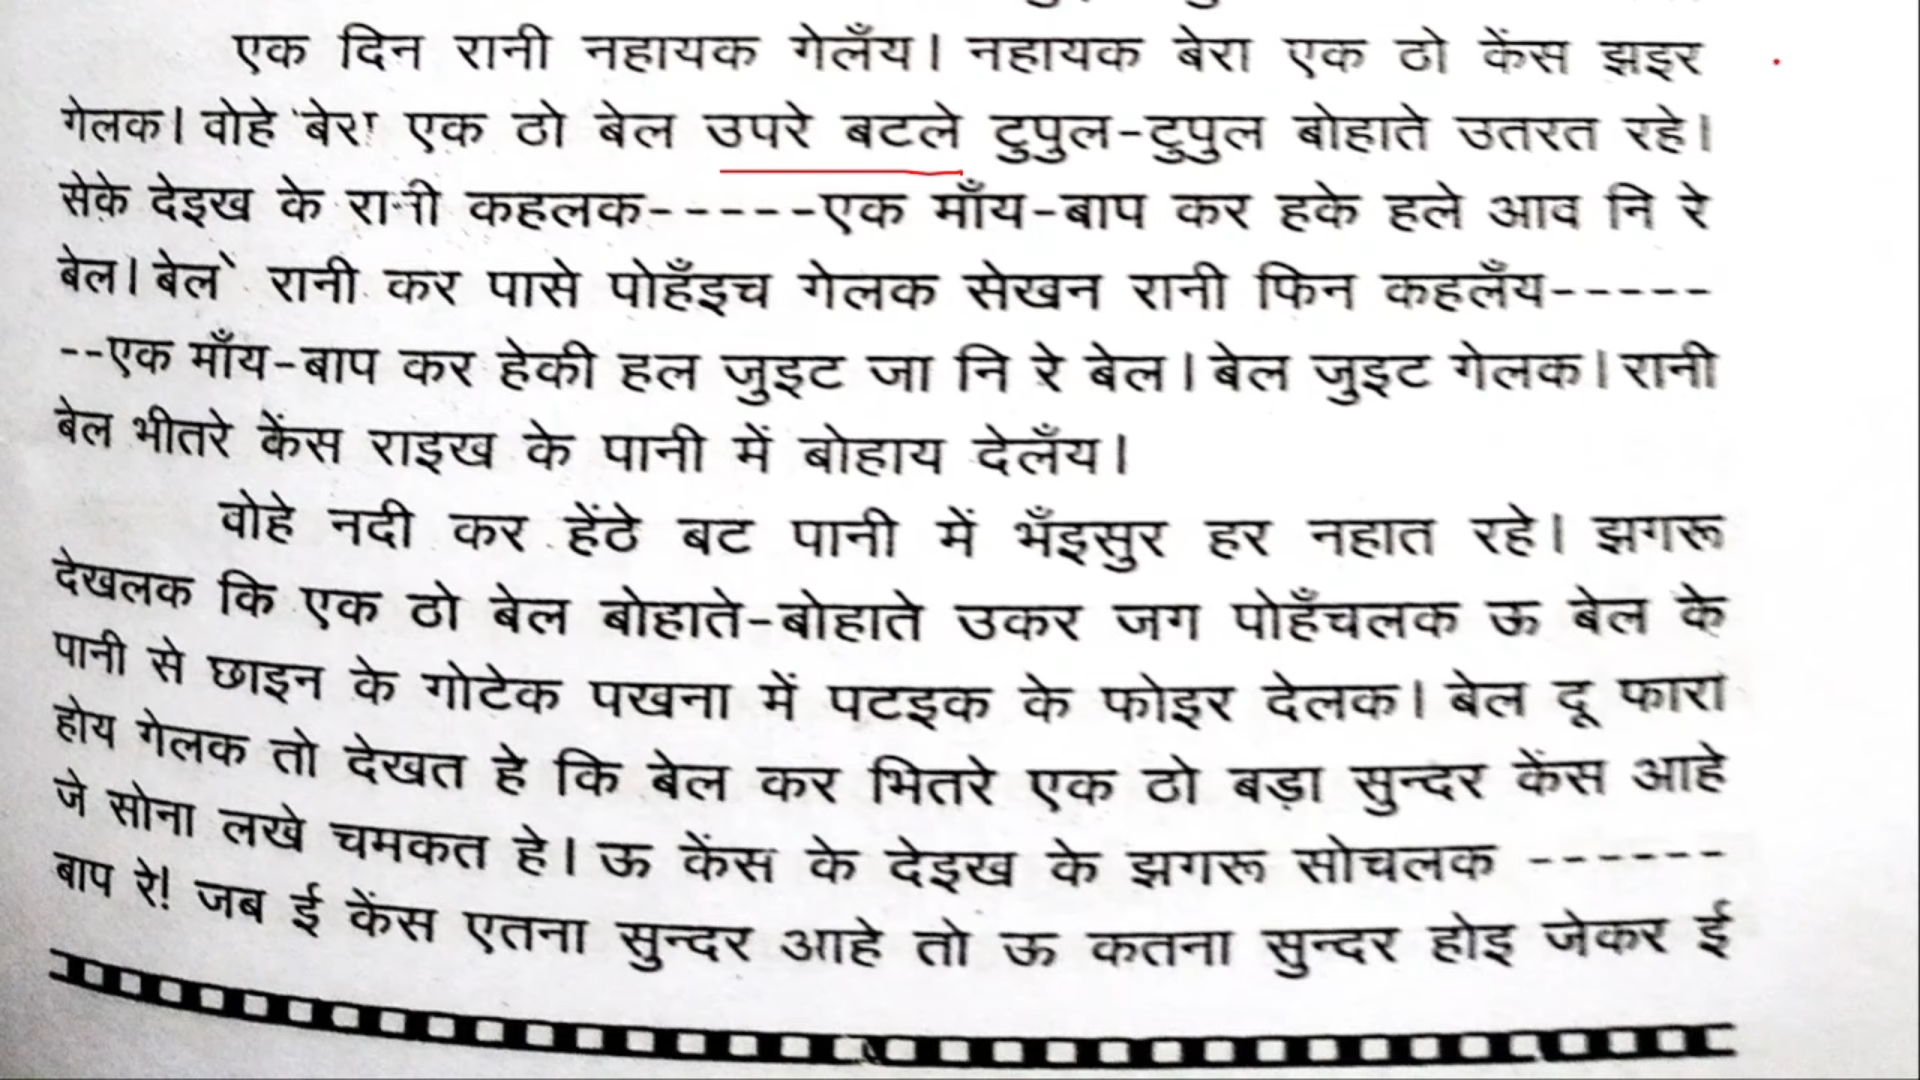 एक दिन रानी नहायक गेलँय। नहायक बेरा एक ठो केंस झइर
गेलक। वोहे बेरा एक ठो बेल उपरे बटले टुपुल-टुपुल बोहाते उतरत रहे।
सेके देइख के रानी कहलक-----एक माँय-बाप कर हके हले आव नि रे
बेल। बेल रानी कर पासे पोहँइच गेलक सेखन रानी फिन कहलँय-----
--एक माँय-बाप कर हेकी हल जुइट जा नि रे बेल। बेल जुइट गेलक। रानी
बेल भीतरे केंस राइख के पानी में बोहाय देलँय।
वोहे नदी कर हेंठे बट पानी में भँइसुर हर नहात रहे। झगरू
देखलक कि एक ठो बेल बोहाते-बोहाते उकर जग पोहँचलक ऊ बेल के
पानी से छाइन के गोटेक पखना में पटइक के फोइर देलक। बेल दू फारा
होय गेलक तो देखत हे कि बेल कर भितरे एक ठो बड़ा सुन्दर केंस आहे
जे सोना लखे चमकत हे। ऊ केंस के देइख के झगरू सोचलक ------
बाप रे! जब ई केंस एतना सुन्दर आहे तो ऊ कतना सुन्दर होइ जेकर ई